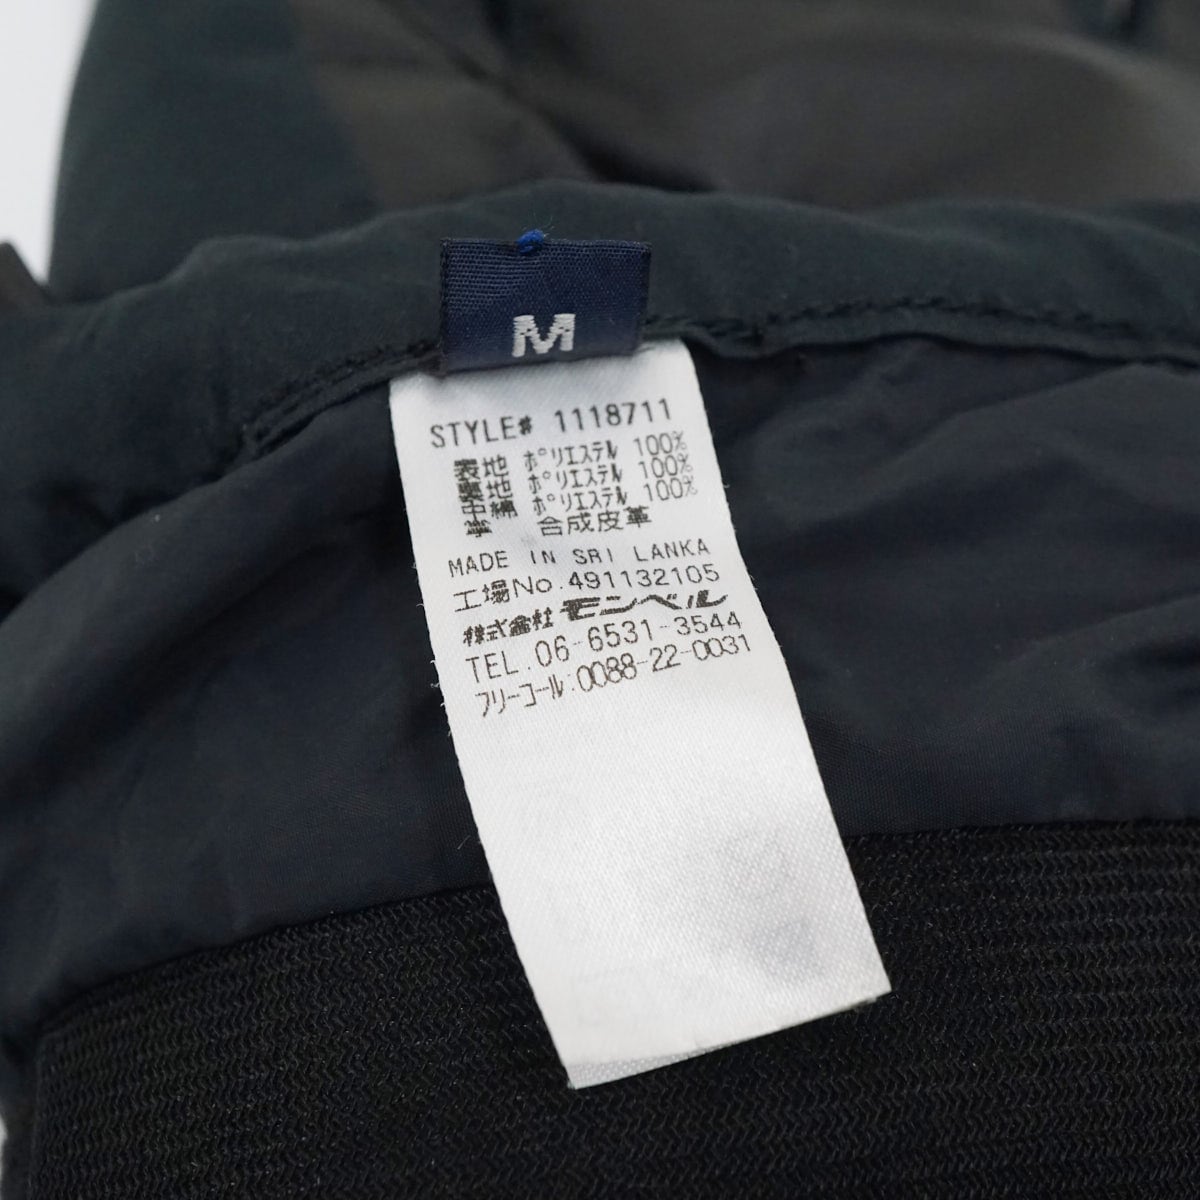 M
STYLE# 1118711
表地 ポリエステル 100%
裏地 ポリエステル 100%
中綿 ポリエステル 100%
掌 合成皮革
MADE IN SRI LANKA
工場No.491132105
株式会社モンベル
TEL.06-6531-3544
フリーコール:0088-22-0031